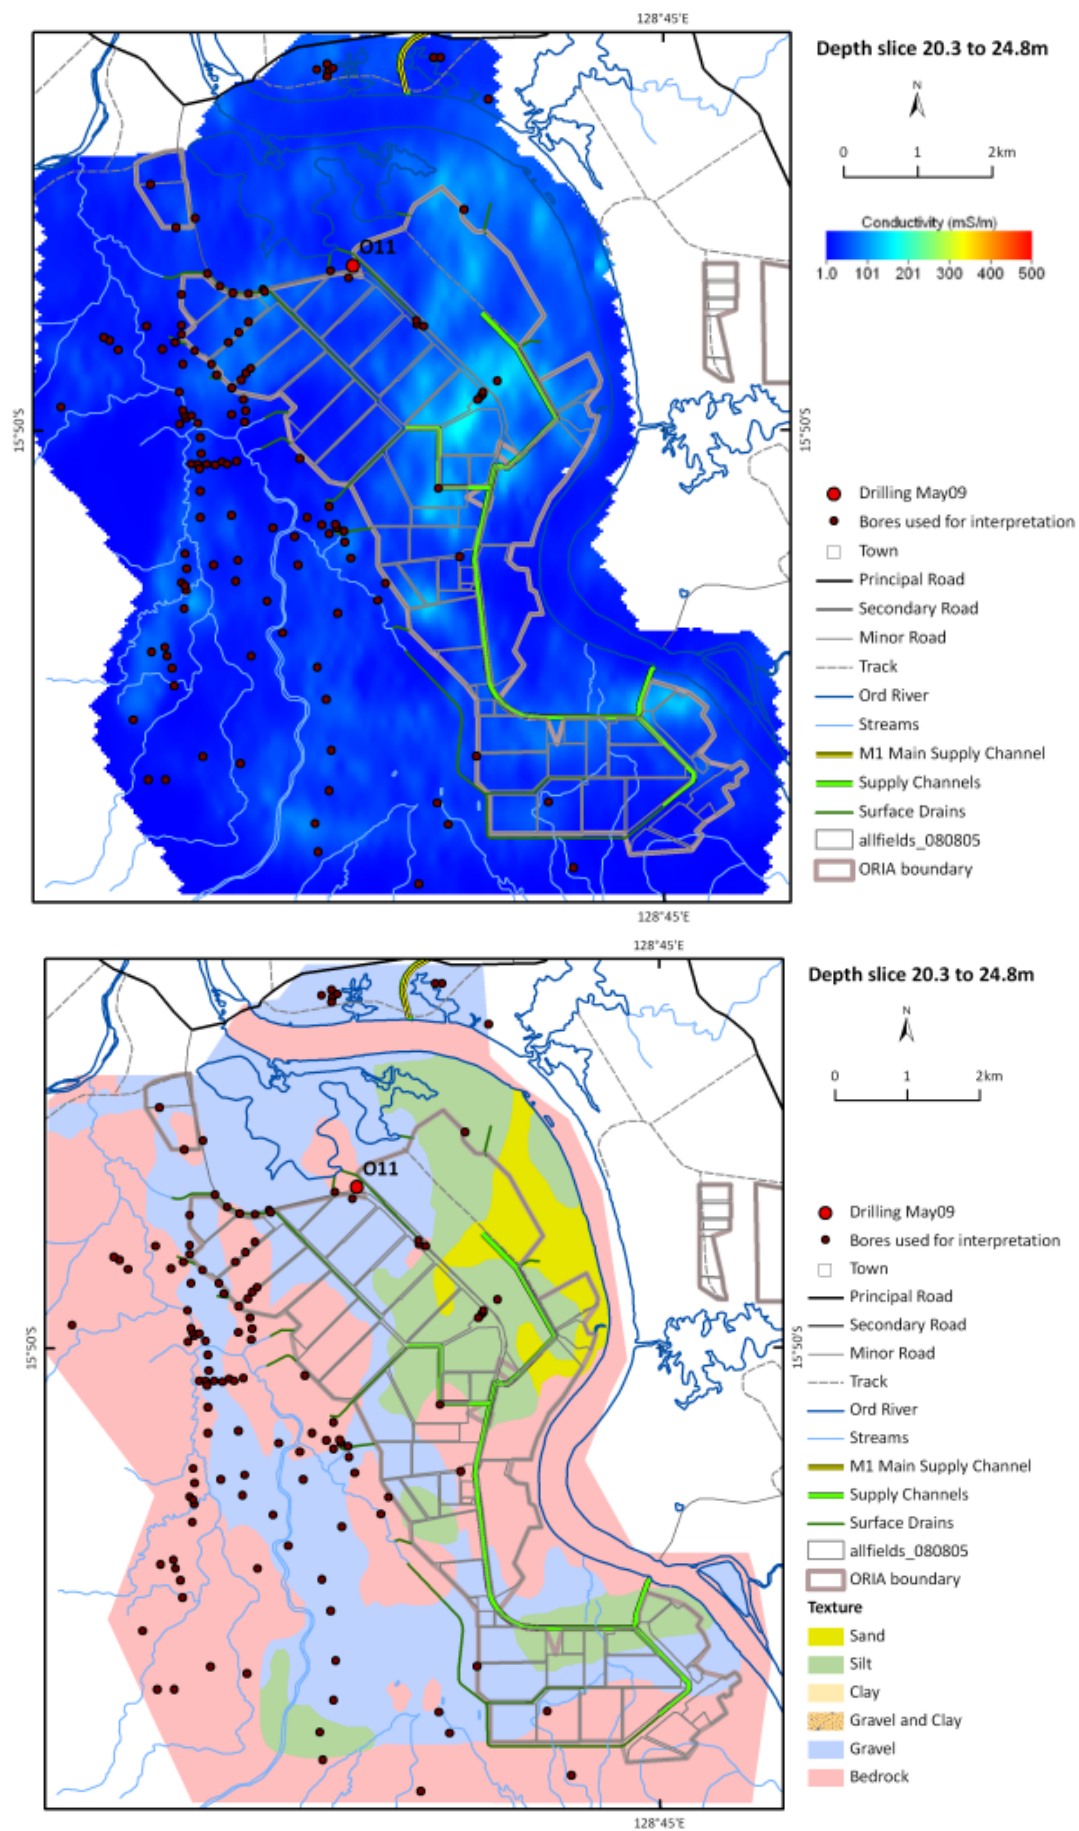 128°45'E
Depth slice 20.3 to 24.8m
N
0 1 2km
Conductivity (mS/m)
1.0 101 201 300 400 500
O11
15°50'S
15°50'S
Drilling May09
Bores used for interpretation
Town
Principal Road
Secondary Road
Minor Road
Track
Ord River
Streams
M1 Main Supply Channel
Supply Channels
Surface Drains
allfields_080805
ORIA boundary
128°45'E
128°45'E
Depth slice 20.3 to 24.8m
N
0 1 2km
O11
15°50'S
15°50'S
Drilling May09
Bores used for interpretation
Town
Principal Road
Secondary Road
Minor Road
Track
Ord River
Streams
M1 Main Supply Channel
Supply Channels
Surface Drains
allfields_080805
ORIA boundary
Texture
Sand
Silt
Clay
Gravel and Clay
Gravel
Bedrock
128°45'E